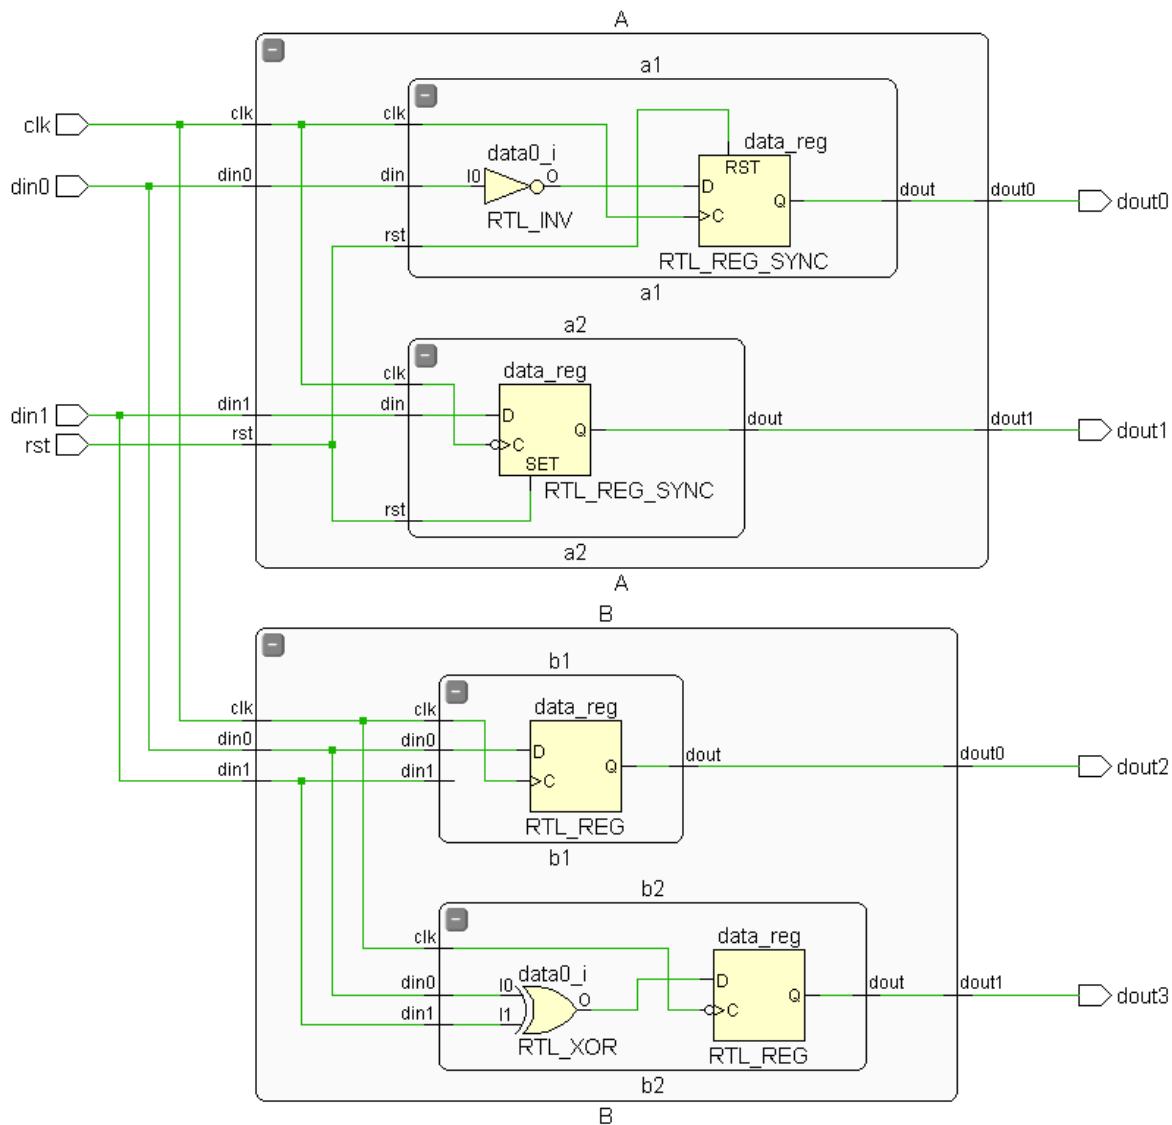 A
a1
clk
clk
clk
data0_i
data_reg
RST
din0
din0
din
I0
O
D
Q
dout
dout0
dout0
C
RTL_INV
rst
RTL_REG_SYNC
a1
a2
clk
data_reg
din1
din1
din
D
dout
dout1
dout1
rst
rst
Q
C
SET
RTL_REG_SYNC
rst
a2
A
B
b1
clk
clk
data_reg
din0
din0
D
dout
dout0
dout2
din1
din1
Q
C
RTL_REG
b1
b2
clk
data_reg
data0_i
din0
I0
O
D
Q
dout
dout1
dout3
din1
I1
C
RTL_XOR
RTL_REG
b2
B